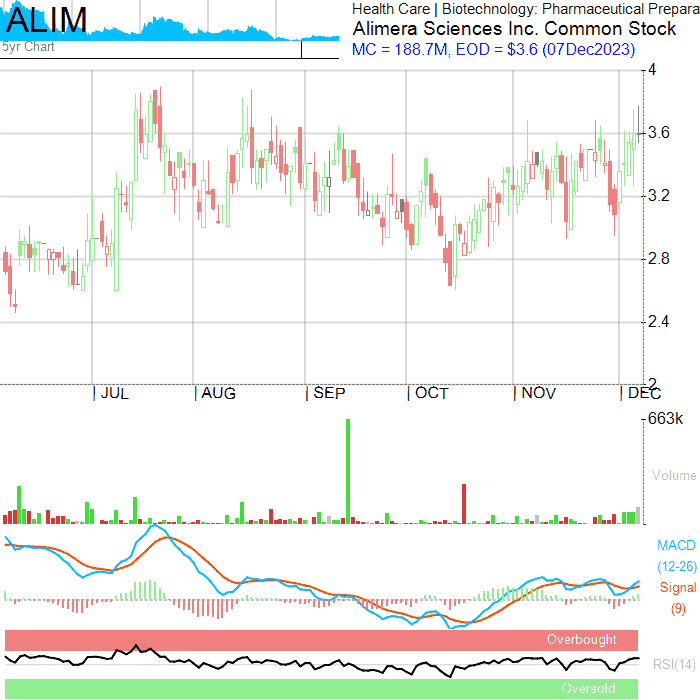 ALIM
5yr Chart
Health Care | Biotechnology: Pharmaceutical Prepara
Alimera Sciences Inc. Common Stock
MC = 188.7M, EOD = $3.6 (07Dec2023)
4
3.6
3.2
2.8
2.4
2
JUL AUG SEP OCT NOV DEC
663k
Volume
MACD
(12-26)
Signal
(9)
Overbought
RSI(14)
Oversold